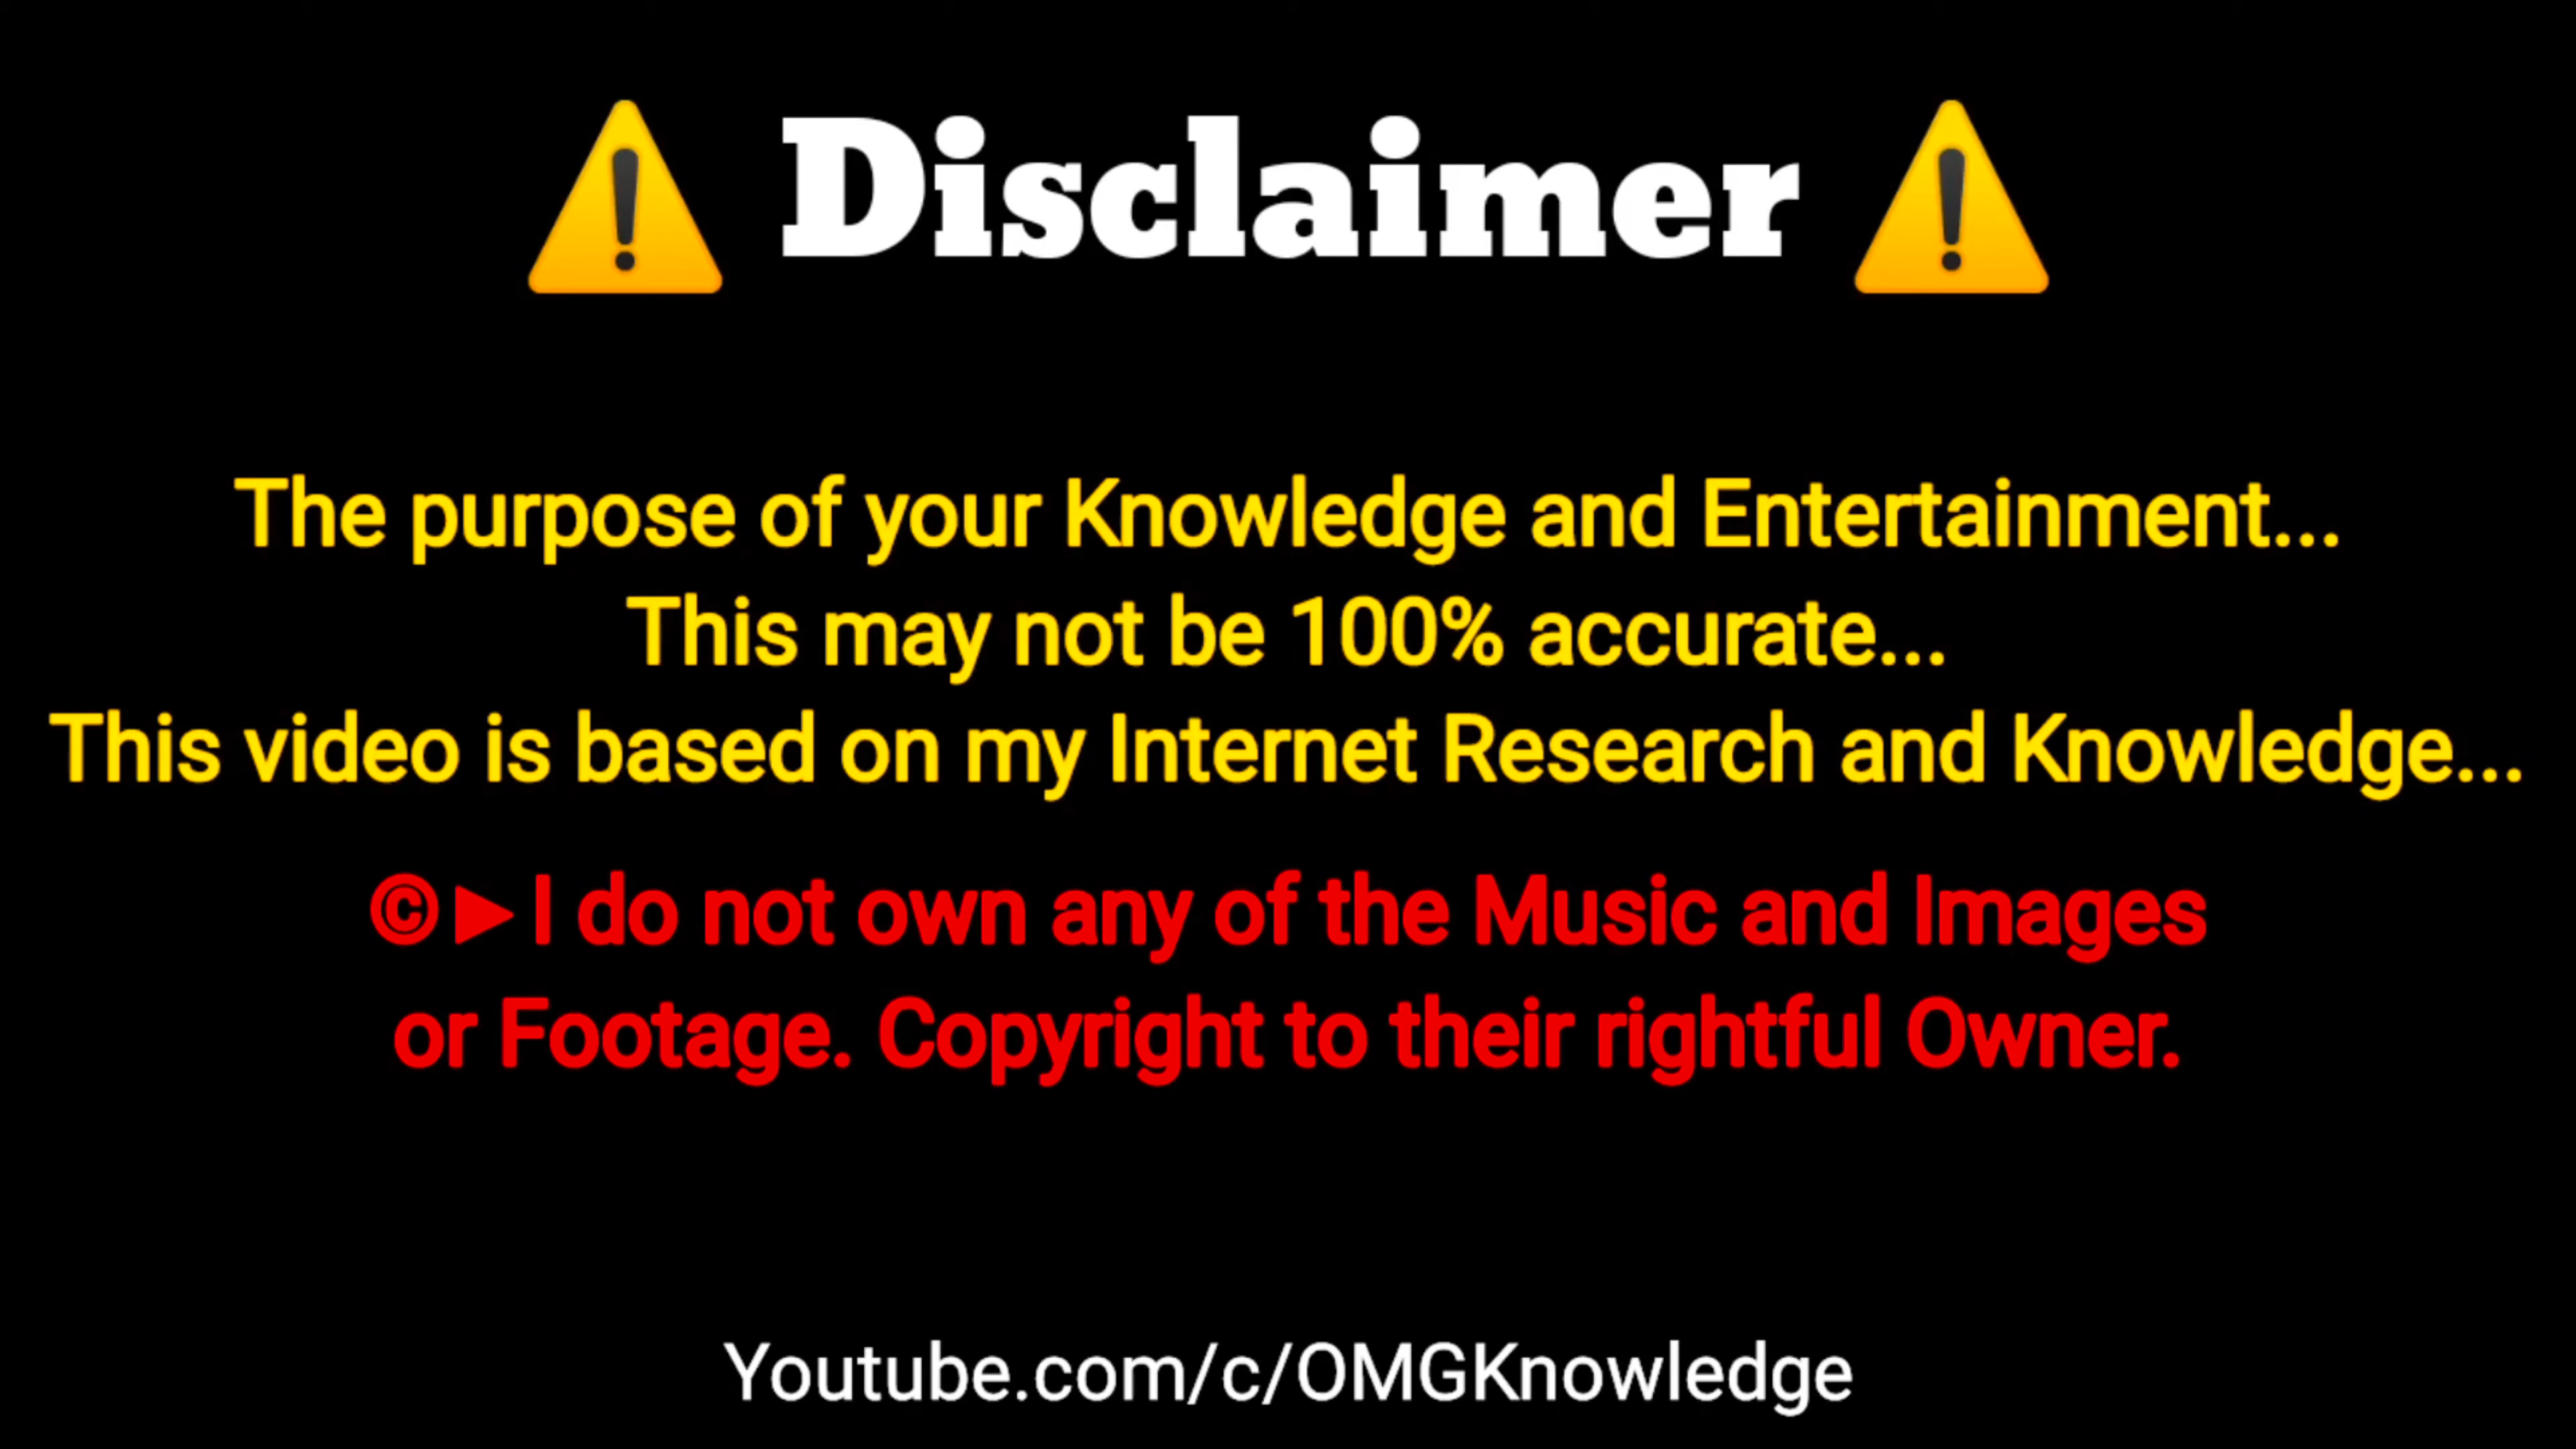 ⚠️ Disclaimer ⚠️
The purpose of your Knowledge and Entertainment...
This may not be 100% accurate...
This video is based on my Internet Research and Knowledge...
©►I do not own any of the Music and Images
or Footage. Copyright to their rightful Owner.
Youtube.com/c/OMGKnowledge